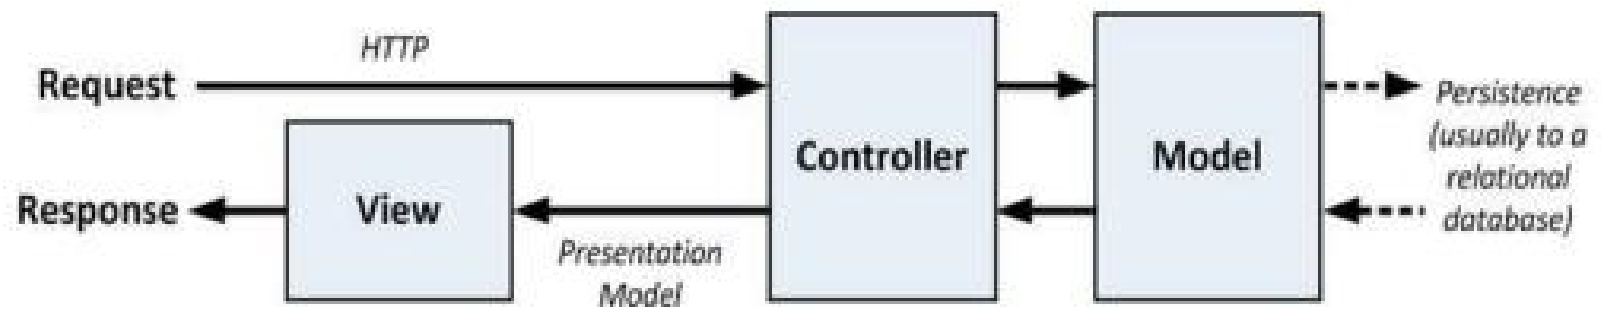 HTTP
Request
Controller
Model
Persistence
(usually to a
relational
database)
View
Response
Presentation
Model